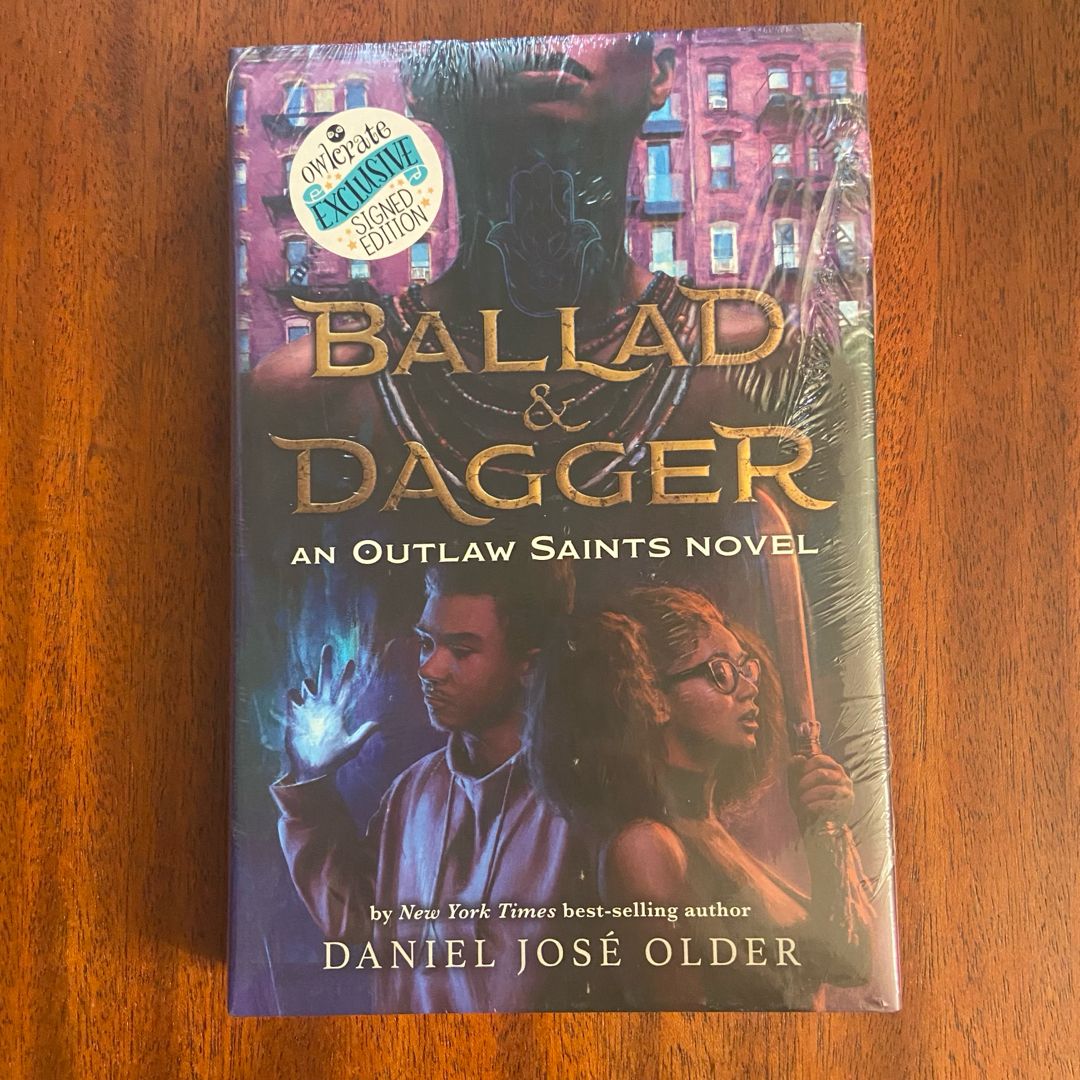 owlcrate
EXCLUSIVE
SIGNED
EDITION
BALLAD
&
DAGGER
AN OUTLAW SAINTS NOVEL
by New York Times best-selling author
DANIEL JOSÉ OLDER